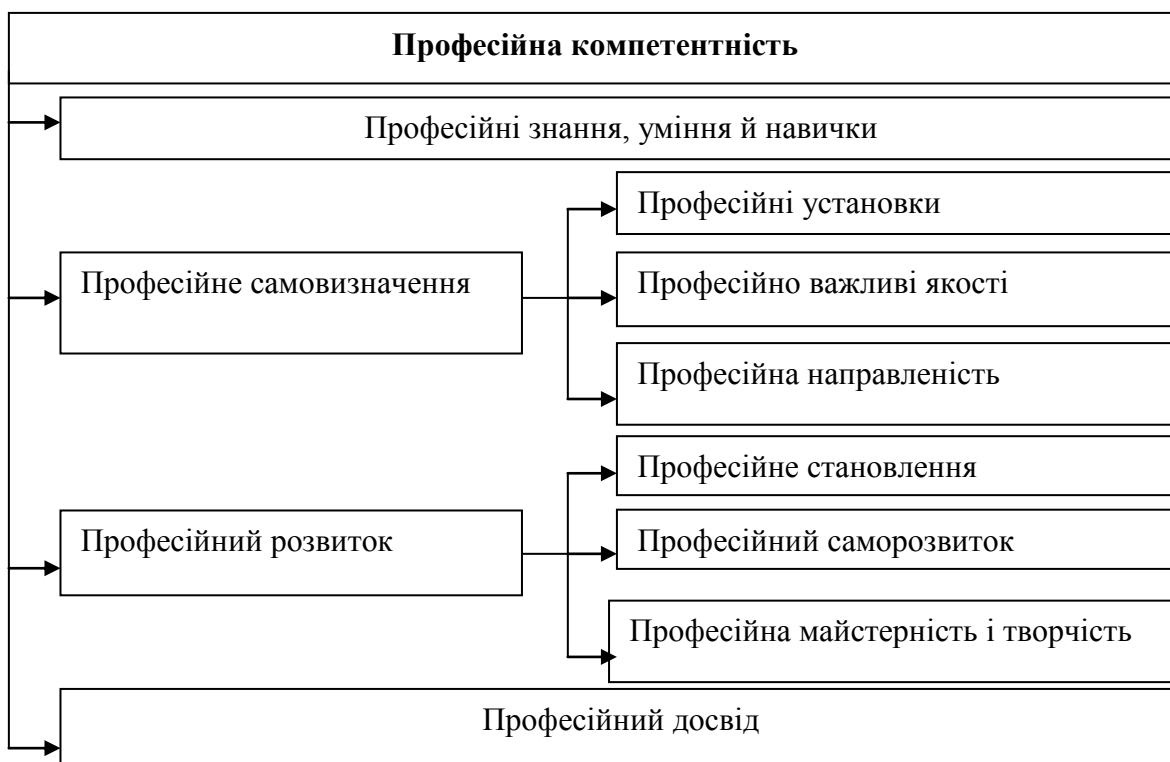 Професійна компетентність
Професійні знання, уміння й навички
Професійне самовизначення
Професійні установки
Професійно важливі якості
Професійна направленість
Професійний розвиток
Професійне становлення
Професійний саморозвиток
Професійна майстерність і творчість
Професійний досвід